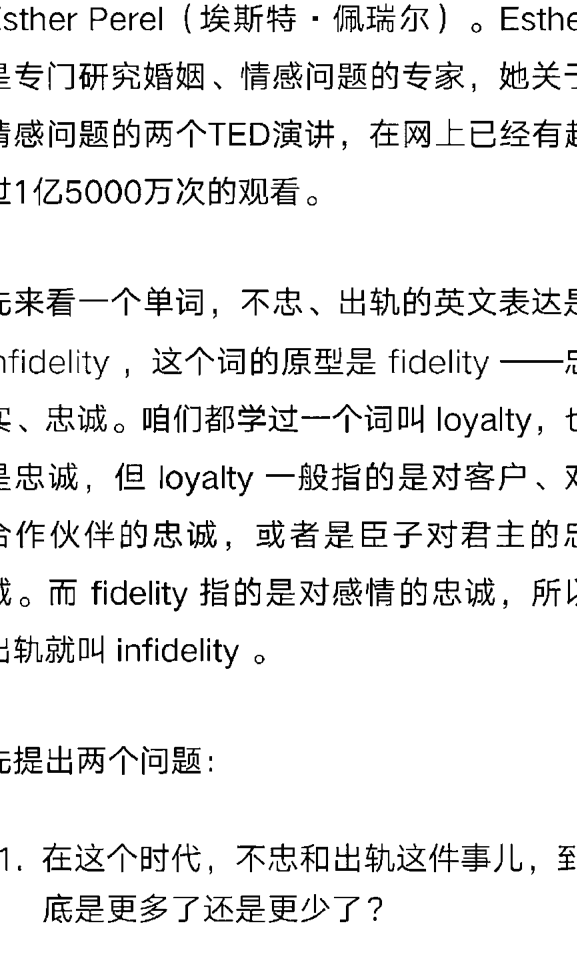 Esther Perel（埃斯特·佩瑞尔）。Esthe
是专门研究婚姻、情感问题的专家，她关于
情感问题的两个TED演讲，在网上已经有超
过1亿5000万次的观看。
先来看一个单词，不忠、出轨的英文表达是
infidelity ，这个词的原型是 fidelity ——忠
实、忠诚。咱们都学过一个词叫 loyalty，也
是忠诚，但 loyalty 一般指的是对客户、对
合作伙伴的忠诚，或者是臣子对君主的忠
诚。而 fidelity 指的是对感情的忠诚，所以
出轨就叫 infidelity 。
先提出两个问题：
1. 在这个时代，不忠和出轨这件事儿，到
底是更多了还是更少了？